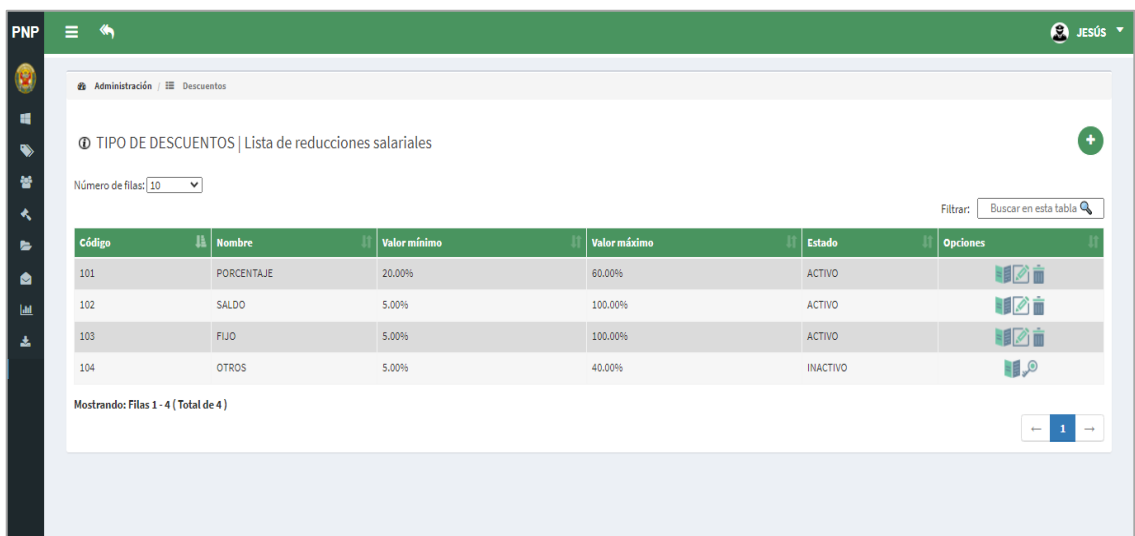 PNP
JESÚS
Administración / Descuentos
TIPO DE DESCUENTOS | Lista de reducciones salariales
Número de filas: 10
Filtrar: Buscar en esta tabla
Código Nombre Valor mínimo Valor máximo Estado Opciones
101 PORCENTAJE 20.00% 60.00% ACTIVO
102 SALDO 5.00% 100.00% ACTIVO
103 FIJO 5.00% 100.00% ACTIVO
104 OTROS 5.00% 40.00% INACTIVO
Mostrando: Filas 1 - 4 ( Total de 4 )
← 1 →